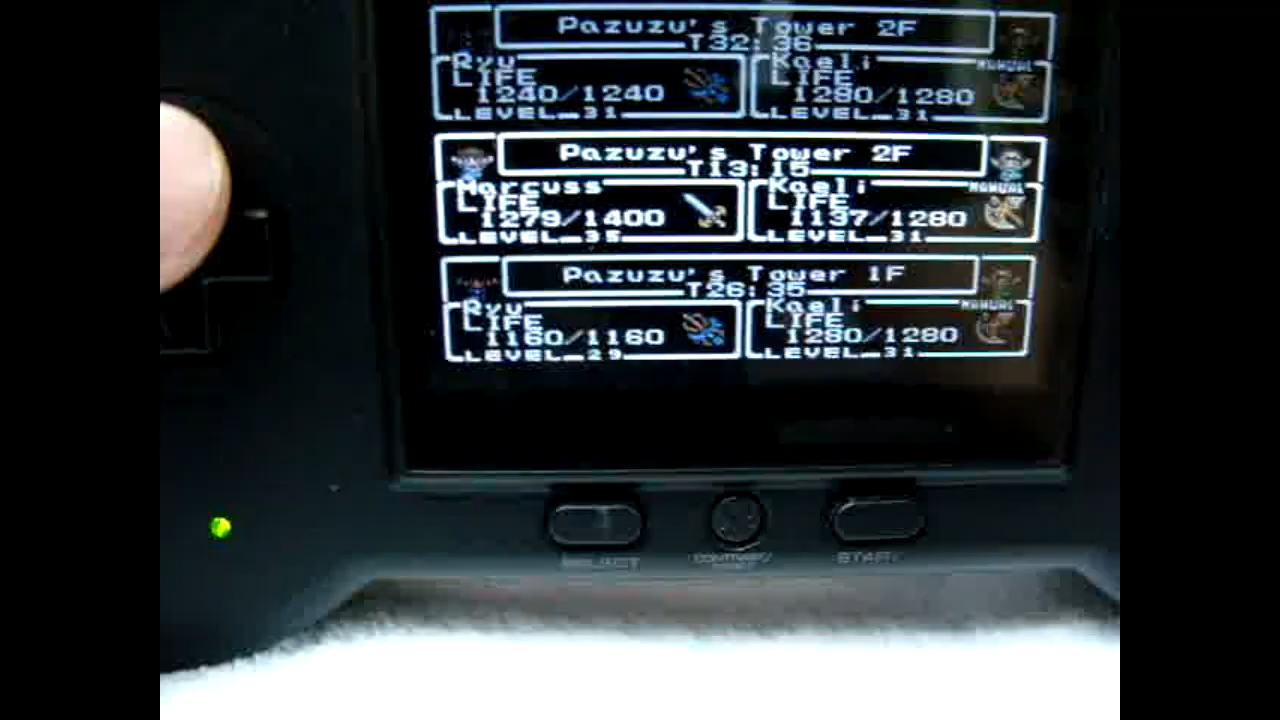 Pazuzu's Tower 2F
T32:36
Ryu Kaeli
LIFE LIFE MANUAL
1240/1240 1280/1280
LEVEL 31 LEVEL 31
Pazuzu's Tower 2F
T13:15
Marcuss Kaeli MANUAL
LIFE LIFE
1279/1400 1137/1280
LEVEL 35 LEVEL 31
Pazuzu's Tower 1F
T26:35
Ryu Kaeli MANUAL
LIFE LIFE
1160/1160 1280/1280
LEVEL 29 LEVEL 31
SELECT START